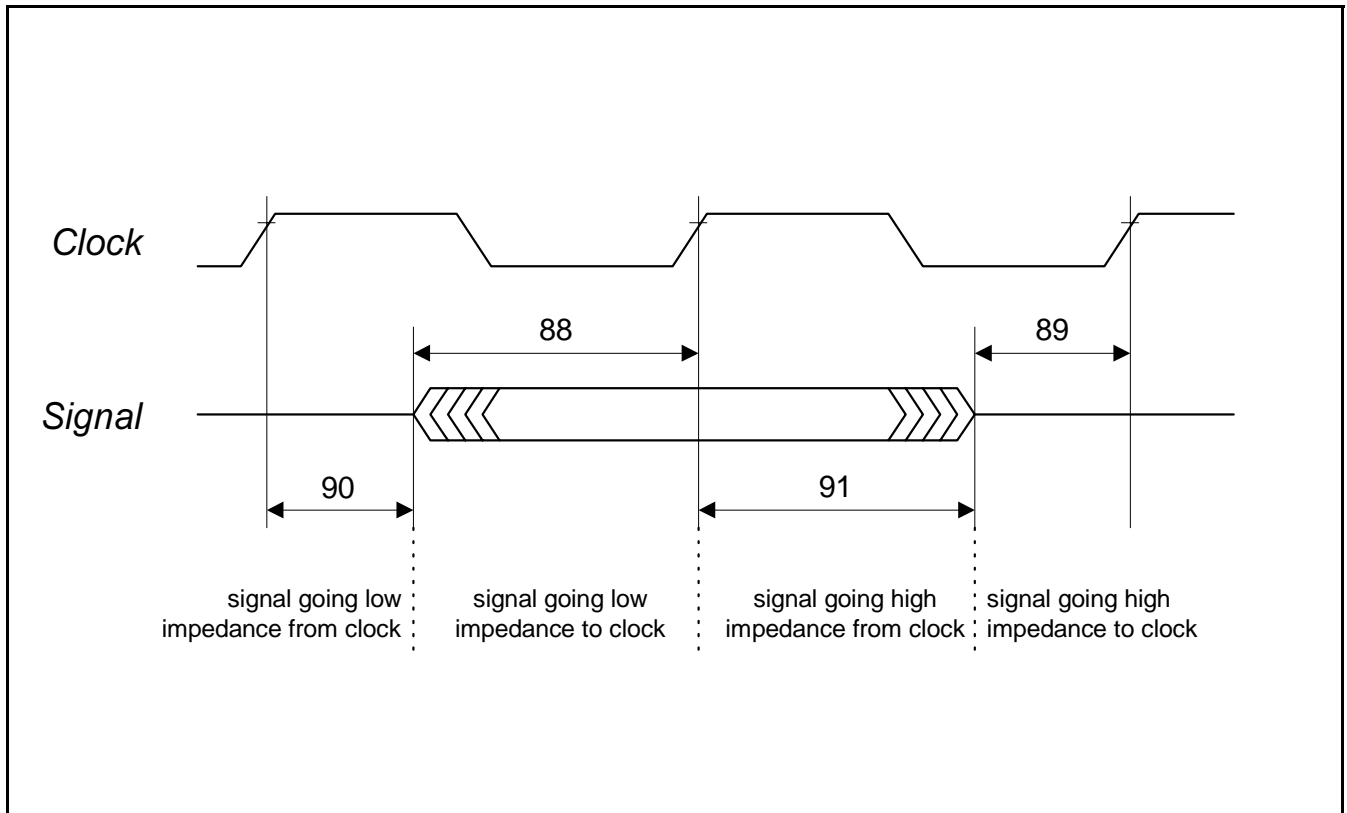 Clock
88
89
Signal
90
91
signal going low
impedance from clock
signal going low
impedance to clock
signal going high
impedance from clock
signal going high
impedance to clock